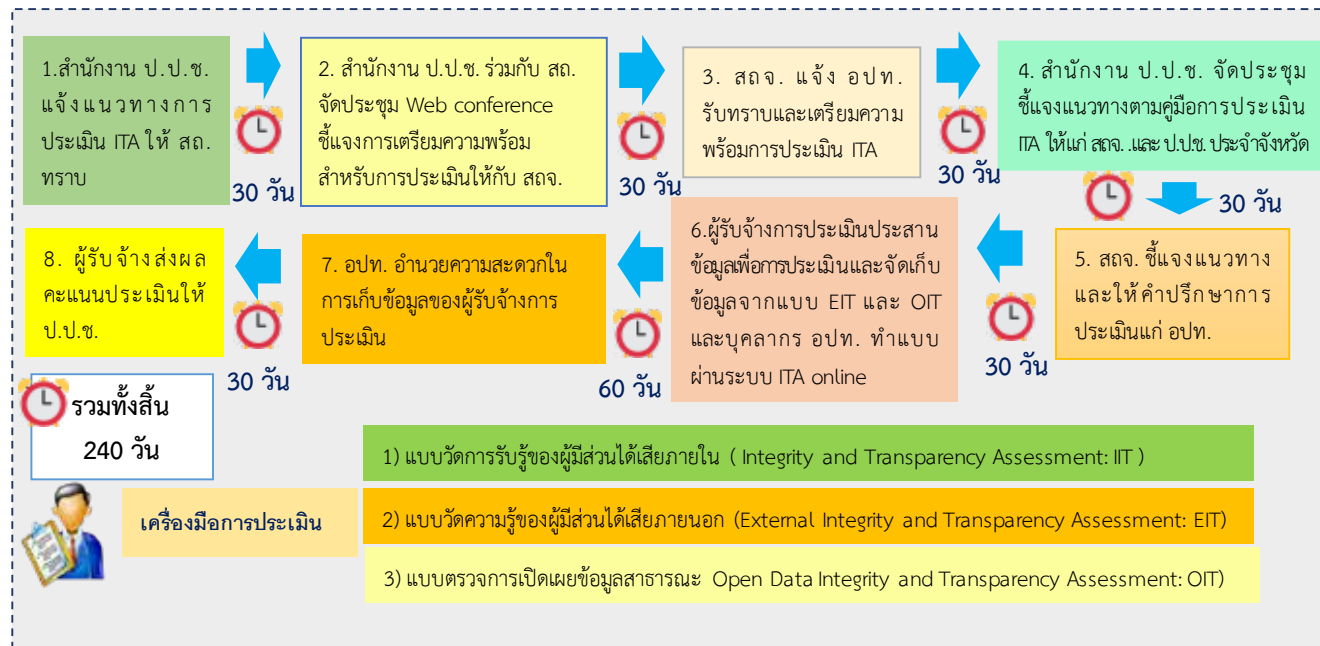 1.สำนักงาน ป.ป.ช.
แจ้งแนวทางการ
ประเมิน ITA ให้ สถ.
ทราบ
30 วัน
2. สำนักงาน ป.ป.ช. ร่วมกับ สถ.
จัดประชุม Web conference
ชี้แจงการเตรียมความพร้อม
สำหรับการประเมินให้กับ สถจ.
30 วัน
3. สถจ. แจ้ง อปท.
รับทราบและเตรียมความ
พร้อมการประเมิน ITA
30 วัน
4. สำนักงาน ป.ป.ช. จัดประชุม
ชี้แจงแนวทางตามคู่มือการประเมิน
ITA ให้แก่ สถจ. .และ ป.ป.ช. ประจำจังหวัด
30 วัน
5. สถจ. ชี้แจงแนวทาง
และให้คำปรึกษาการ
ประเมินแก่ อปท.
30 วัน
6.ผู้รับจ้างการประเมินประสาน
ข้อมูลเพื่อการประเมินและจัดเก็บ
ข้อมูลจากแบบ EIT และ OIT
และบุคลากร อปท. ทำแบบ
ผ่านระบบ ITA online
60 วัน
7. อปท. อำนวยความสะดวกใน
การเก็บข้อมูลของผู้รับจ้างการ
ประเมิน
30 วัน
8. ผู้รับจ้างส่งผล
คะแนนประเมินให้
ป.ป.ช.
รวมทั้งสิ้น
240 วัน
เครื่องมือการประเมิน
1) แบบวัดการรับรู้ของผู้มีส่วนได้เสียภายใน ( Integrity and Transparency Assessment: IIT )
2) แบบวัดความรู้ของผู้มีส่วนได้เสียภายนอก (External Integrity and Transparency Assessment: EIT)
3) แบบตรวจการเปิดเผยข้อมูลสาธารณะ Open Data Integrity and Transparency Assessment: OIT)